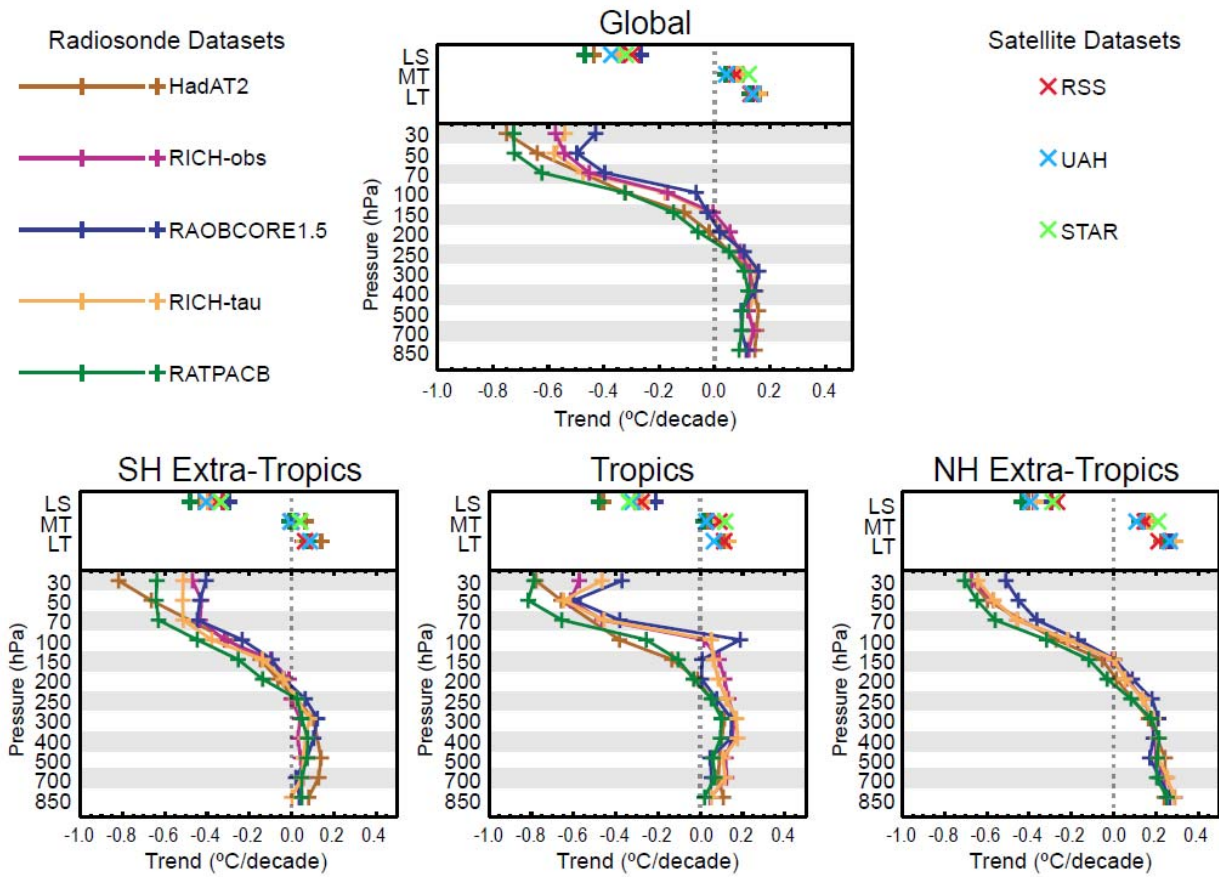 Global
Radiosonde Datasets
HadAT2
RICH-obs
RAOBCORE1.5
RICH-tau
RATPACB
Satellite Datasets
RSS
UAH
STAR
LS
MT
LT
30
50
70
100
150
200
250
300
400
500
700
850
Pressure (hPa)
-1.0 -0.8 -0.6 -0.4 -0.2 0.0 0.2 0.4
Trend (ºC/decade)
SH Extra-Tropics
LS
MT
LT
30
50
70
100
150
200
250
300
400
500
700
850
Pressure (hPa)
-1.0 -0.8 -0.6 -0.4 -0.2 0.0 0.2 0.4
Trend (ºC/decade)
Tropics
LS
MT
LT
30
50
70
100
150
200
250
300
400
500
700
850
Pressure (hPa)
-1.0 -0.8 -0.6 -0.4 -0.2 0.0 0.2 0.4
Trend (ºC/decade)
NH Extra-Tropics
LS
MT
LT
30
50
70
100
150
200
250
300
400
500
700
850
Pressure (hPa)
-1.0 -0.8 -0.6 -0.4 -0.2 0.0 0.2 0.4
Trend (ºC/decade)